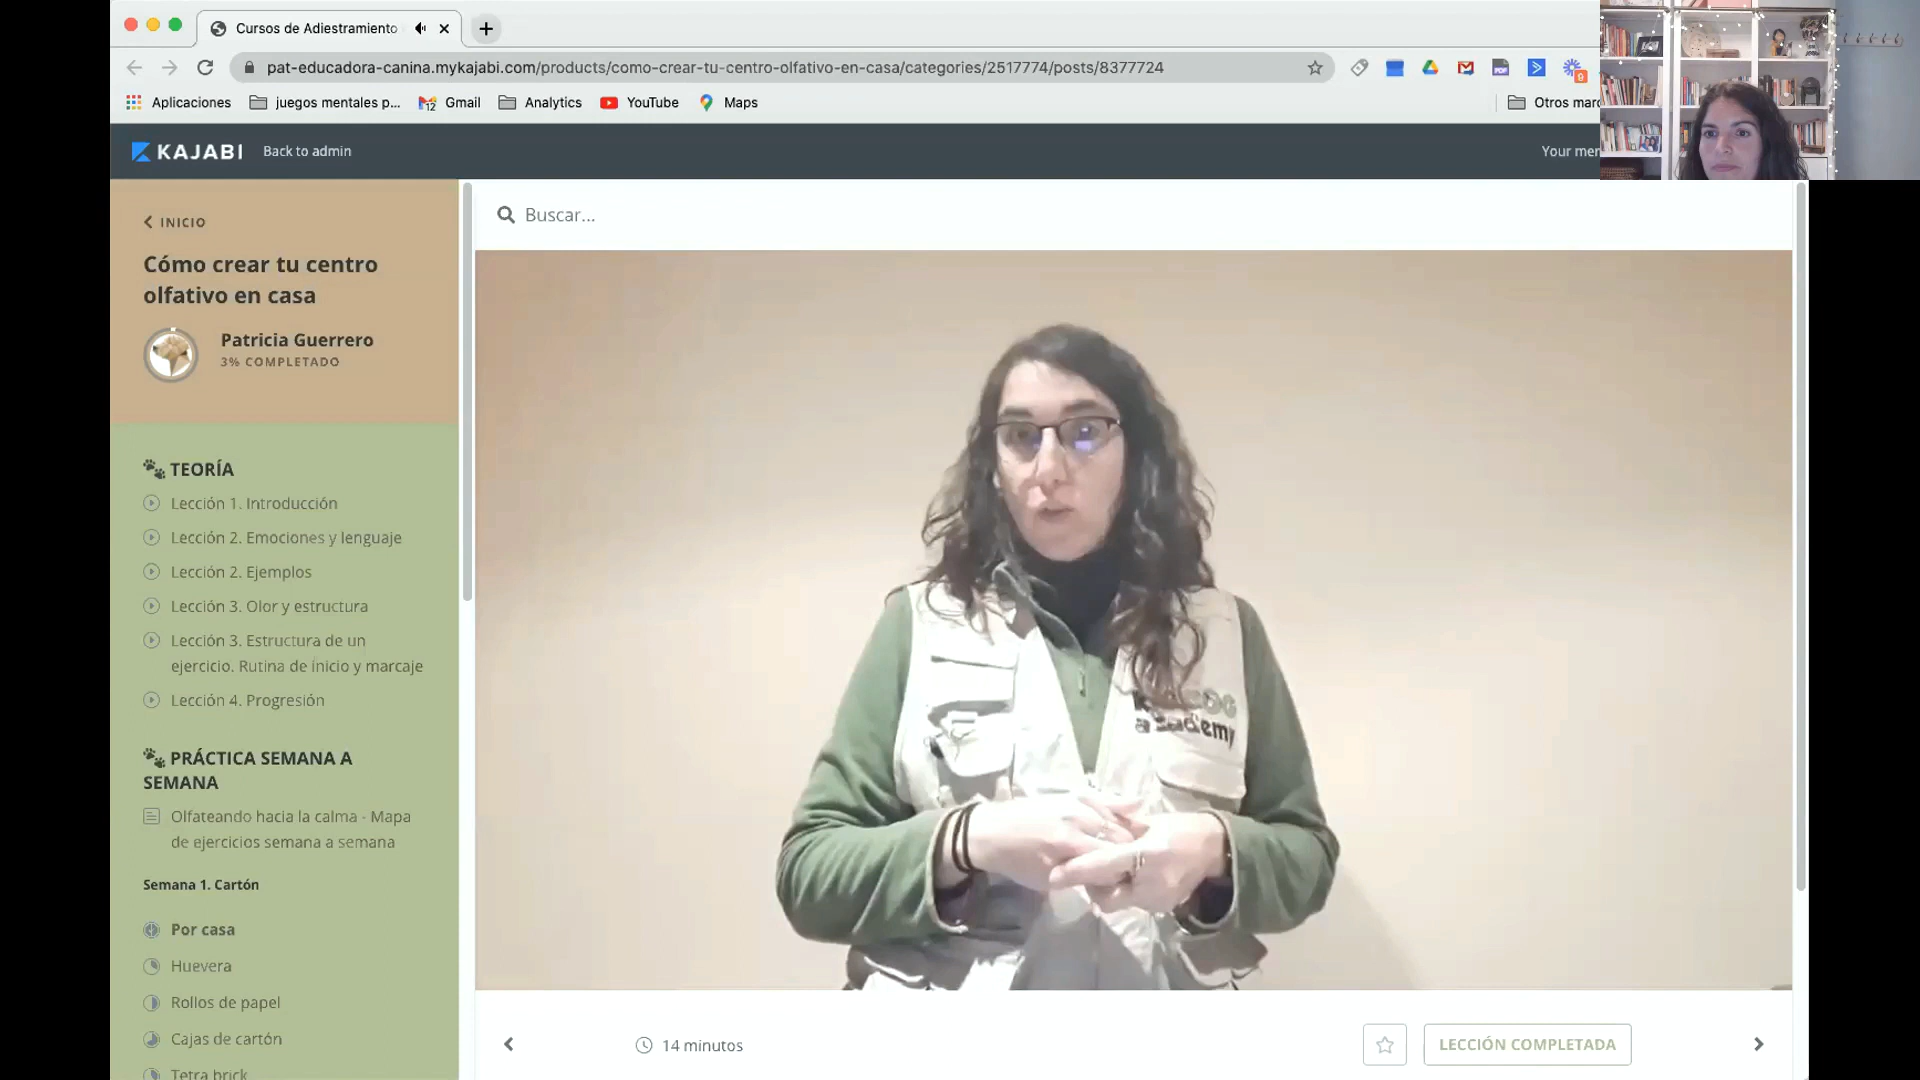 Cursos de Adiestramiento
pat-educadora-canina.mykajabi.com/products/como-crear-tu-centro-olfativo-en-casa/categories/2517774/posts/8377724
9
Aplicaciones
juegos mentales p...
12
Gmail
Analytics
YouTube
Maps
Otros marc
KAJABI
Back to admin
Your mer
INICIO
Buscar...
Cómo crear tu centro
olfativo en casa
Patricia Guerrero
3% COMPLETADO
TEORÍA
Lección 1. Introducción
Lección 2. Emociones y lenguaje
Lección 2. Ejemplos
Lección 3. Olor y estructura
Lección 3. Estructura de un
ejercicio. Rutina de inicio y marcaje
Lección 4. Progresión
PRÁCTICA SEMANA A
SEMANA
Olfateando hacia la calma - Mapa
de ejercicios semana a semana
Semana 1. Cartón
Por casa
Huevera
Rollos de papel
Cajas de cartón
Tetra brick
academy
14 minutos
LECCIÓN COMPLETADA